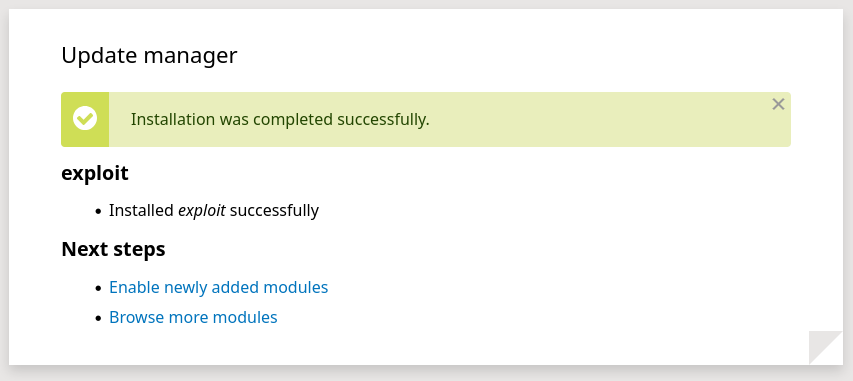 Update manager
Installation was completed successfully.
exploit
Installed exploit successfully
Next steps
Enable newly added modules
Browse more modules